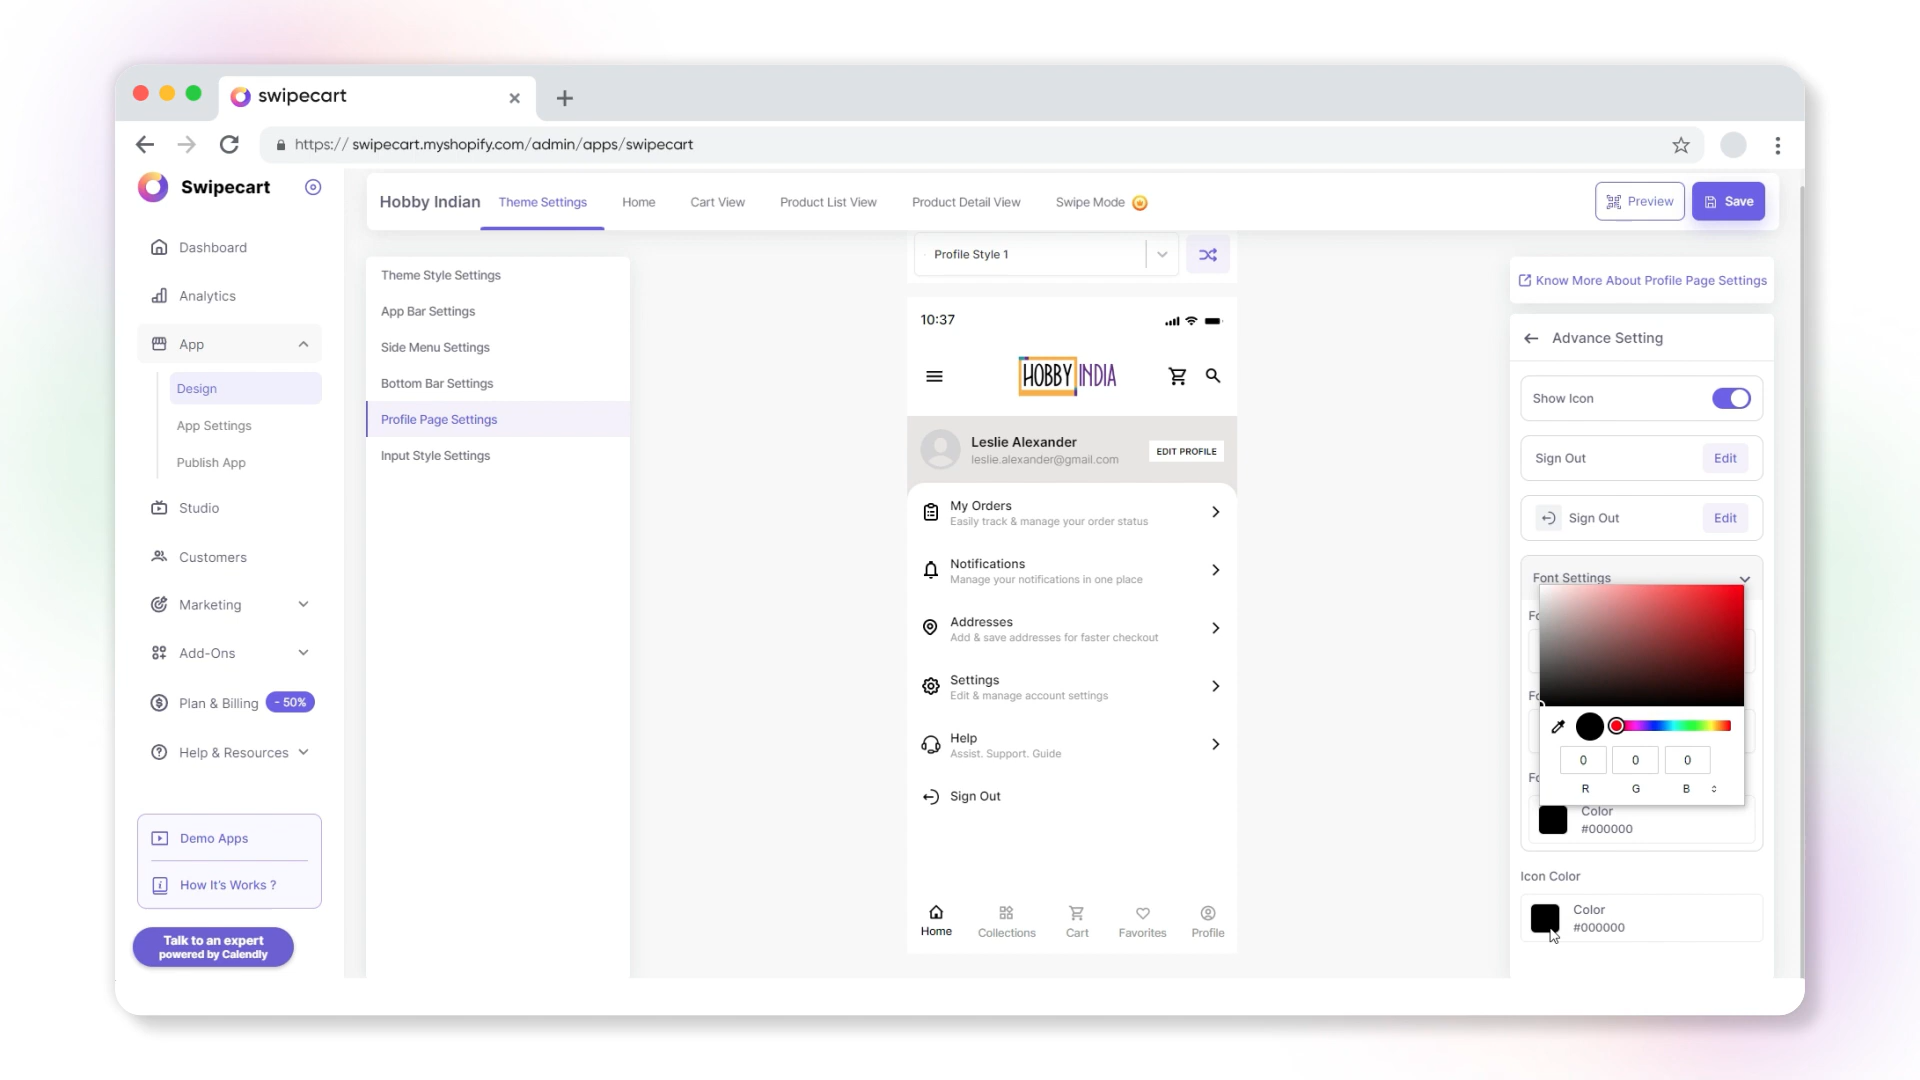 swipecart
https:// swipecart.myshopify.com/admin/apps/swipecart
Swipecart
Dashboard
Analytics
App
Design
App Settings
Publish App
Studio
Customers
Marketing
Add-Ons
Plan & Billing - 50%
Help & Resources
Demo Apps
How It's Works ?
Talk to an expert
powered by Calendly
Hobby Indian
Theme Settings
Home
Cart View
Product List View
Product Detail View
Swipe Mode
Preview
Save
Theme Style Settings
App Bar Settings
Side Menu Settings
Bottom Bar Settings
Profile Page Settings
Input Style Settings
Profile Style 1
10:37
HOBBY INDIA
Leslie Alexander
leslie.alexander@gmail.com
EDIT PROFILE
My Orders
Easily track & manage your order status
Notifications
Manage your notifications in one place
Addresses
Add & save addresses for faster checkout
Settings
Edit & manage account settings
Help
Assist. Support. Guide
Sign Out
Home
Collections
Cart
Favorites
Profile
Know More About Profile Page Settings
Advance Setting
Show Icon
Sign Out Edit
Sign Out Edit
Font Settings
0 0 0
R G B
Color
#000000
Icon Color
Color
#000000